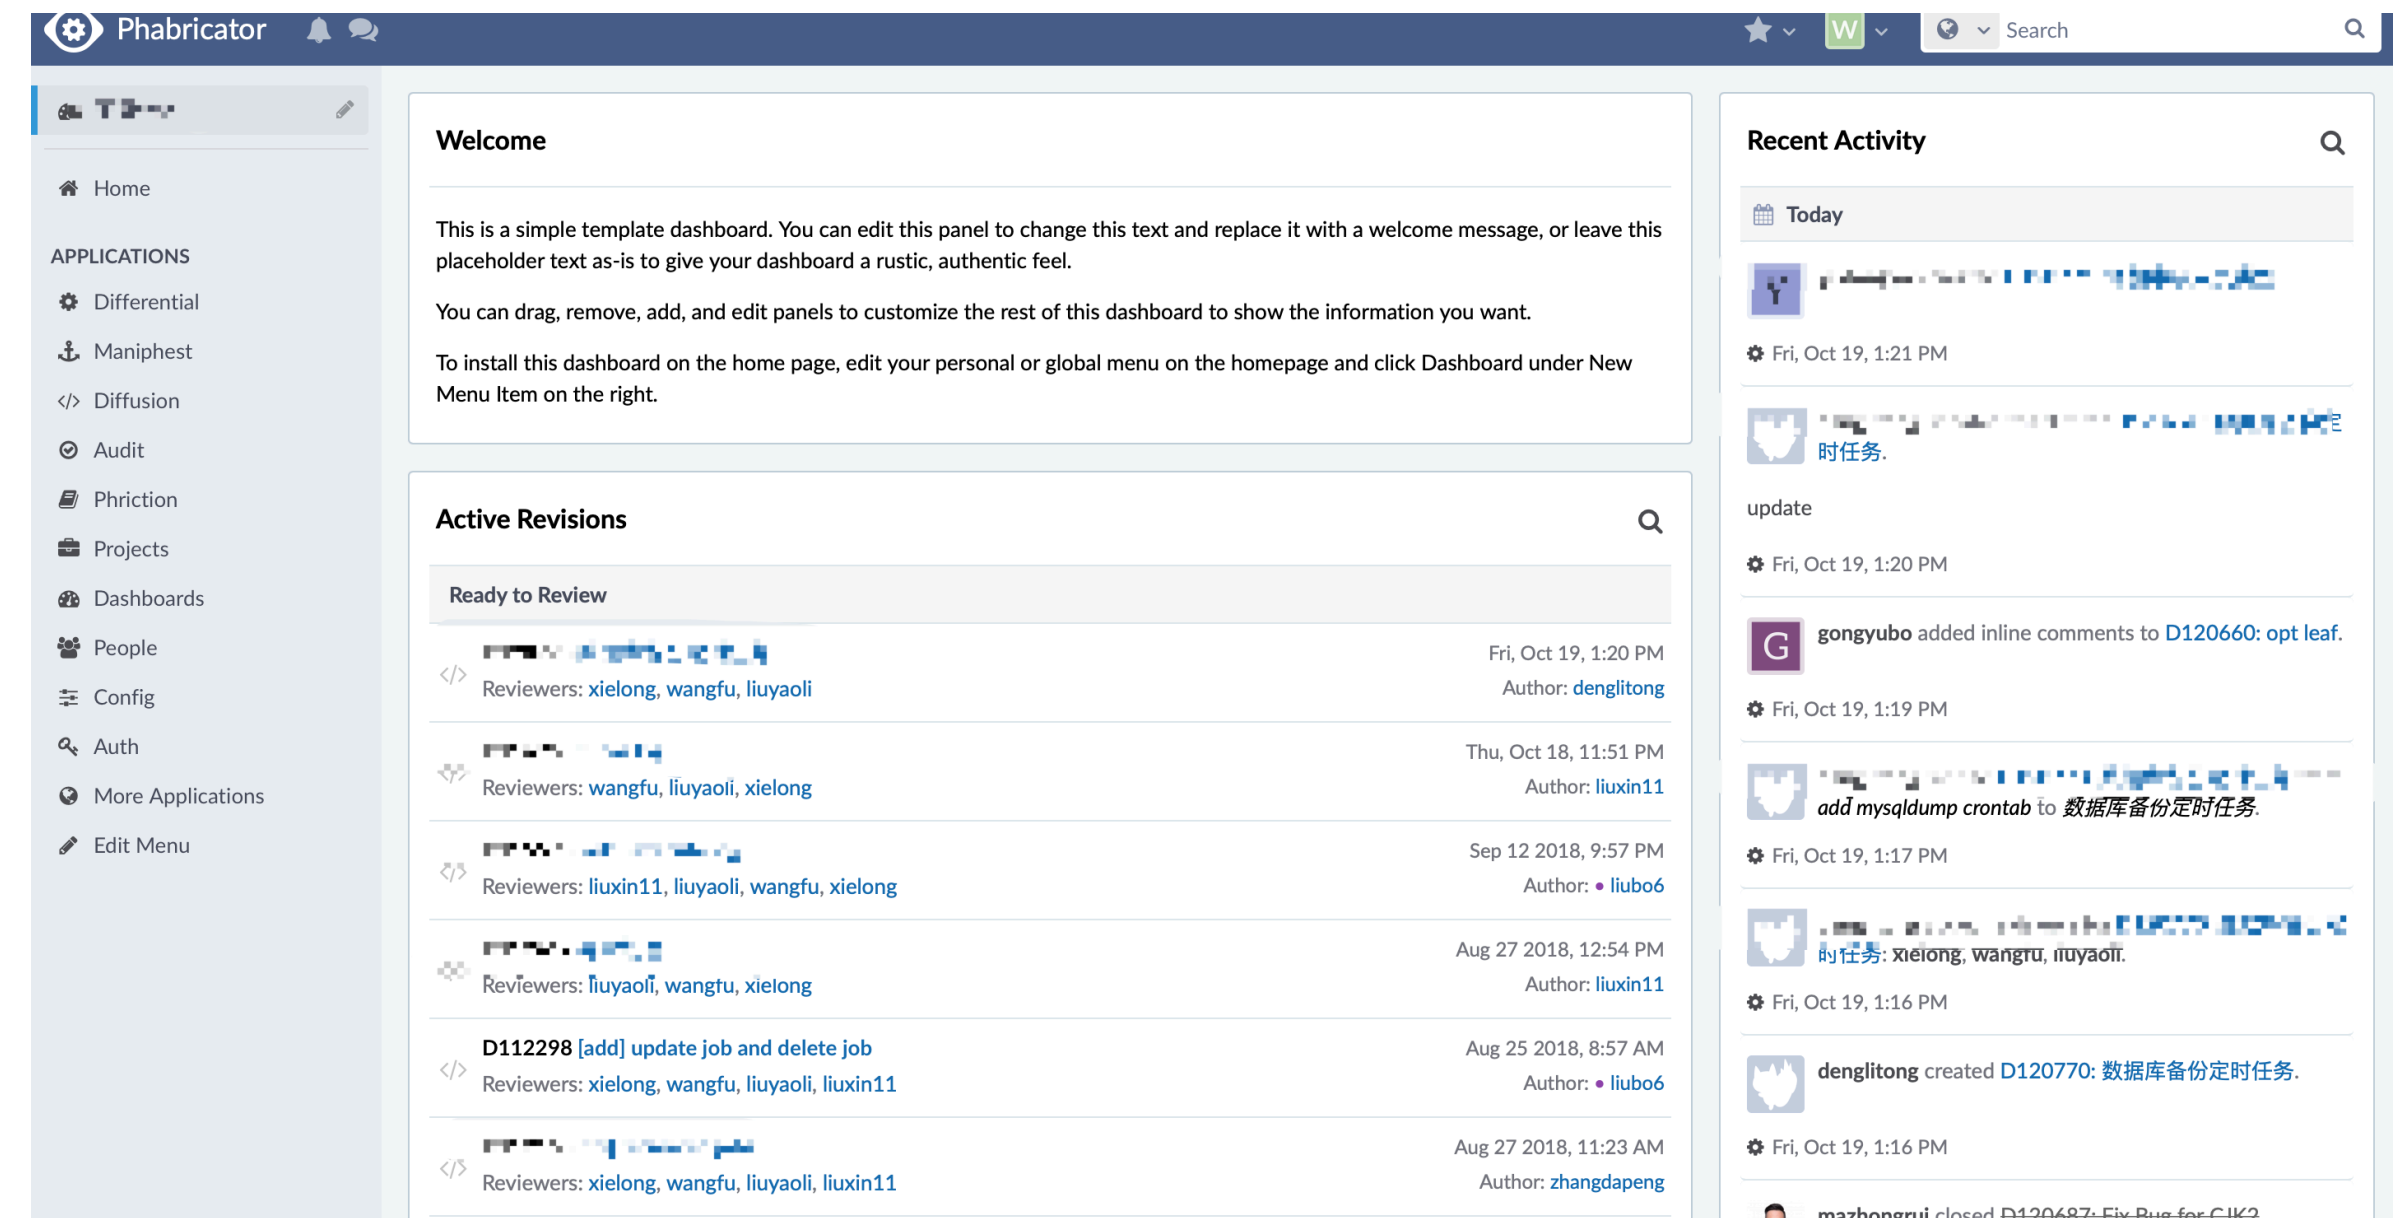 Phabricator
W
Search
Home
APPLICATIONS
Differential
Maniphest
Diffusion
Audit
Phriction
Projects
Dashboards
People
Config
Auth
More Applications
Edit Menu
Welcome
This is a simple template dashboard. You can edit this panel to change this text and replace it with a welcome message, or leave this
placeholder text as-is to give your dashboard a rustic, authentic feel.
You can drag, remove, add, and edit panels to customize the rest of this dashboard to show the information you want.
To install this dashboard on the home page, edit your personal or global menu on the homepage and click Dashboard under New
Menu Item on the right.
Active Revisions
Ready to Review
Fri, Oct 19, 1:20 PM
Reviewers: xielong, wangfu, liuyaoli
Author: denglitong
Thu, Oct 18, 11:51 PM
Reviewers: wangfu, liuyaoli, xielong
Author: liuxin11
Sep 12 2018, 9:57 PM
Reviewers: liuxin11, liuyaoli, wangfu, xielong
Author: • liubo6
Aug 27 2018, 12:54 PM
Reviewers: liuyaoli, wangfu, xielong
Author: liuxin11
D112298 [add] update job and delete job
Aug 25 2018, 8:57 AM
Reviewers: xielong, wangfu, liuyaoli, liuxin11
Author: • liubo6
Aug 27 2018, 11:23 AM
Reviewers: xielong, wangfu, liuyaoli, liuxin11
Author: zhangdapeng
Recent Activity
Today
Y
Fri, Oct 19, 1:21 PM
时任务.
update
Fri, Oct 19, 1:20 PM
G
gongyubo added inline comments to D120660: opt leaf.
Fri, Oct 19, 1:19 PM
add mysqldump crontab to 数据库备份定时任务.
Fri, Oct 19, 1:17 PM
时任务: xielong, wangfu, liuyaoli.
Fri, Oct 19, 1:16 PM
denglitong created D120770: 数据库备份定时任务.
Fri, Oct 19, 1:16 PM
mazhongrui closed D120687: Fix Bug for CJK2